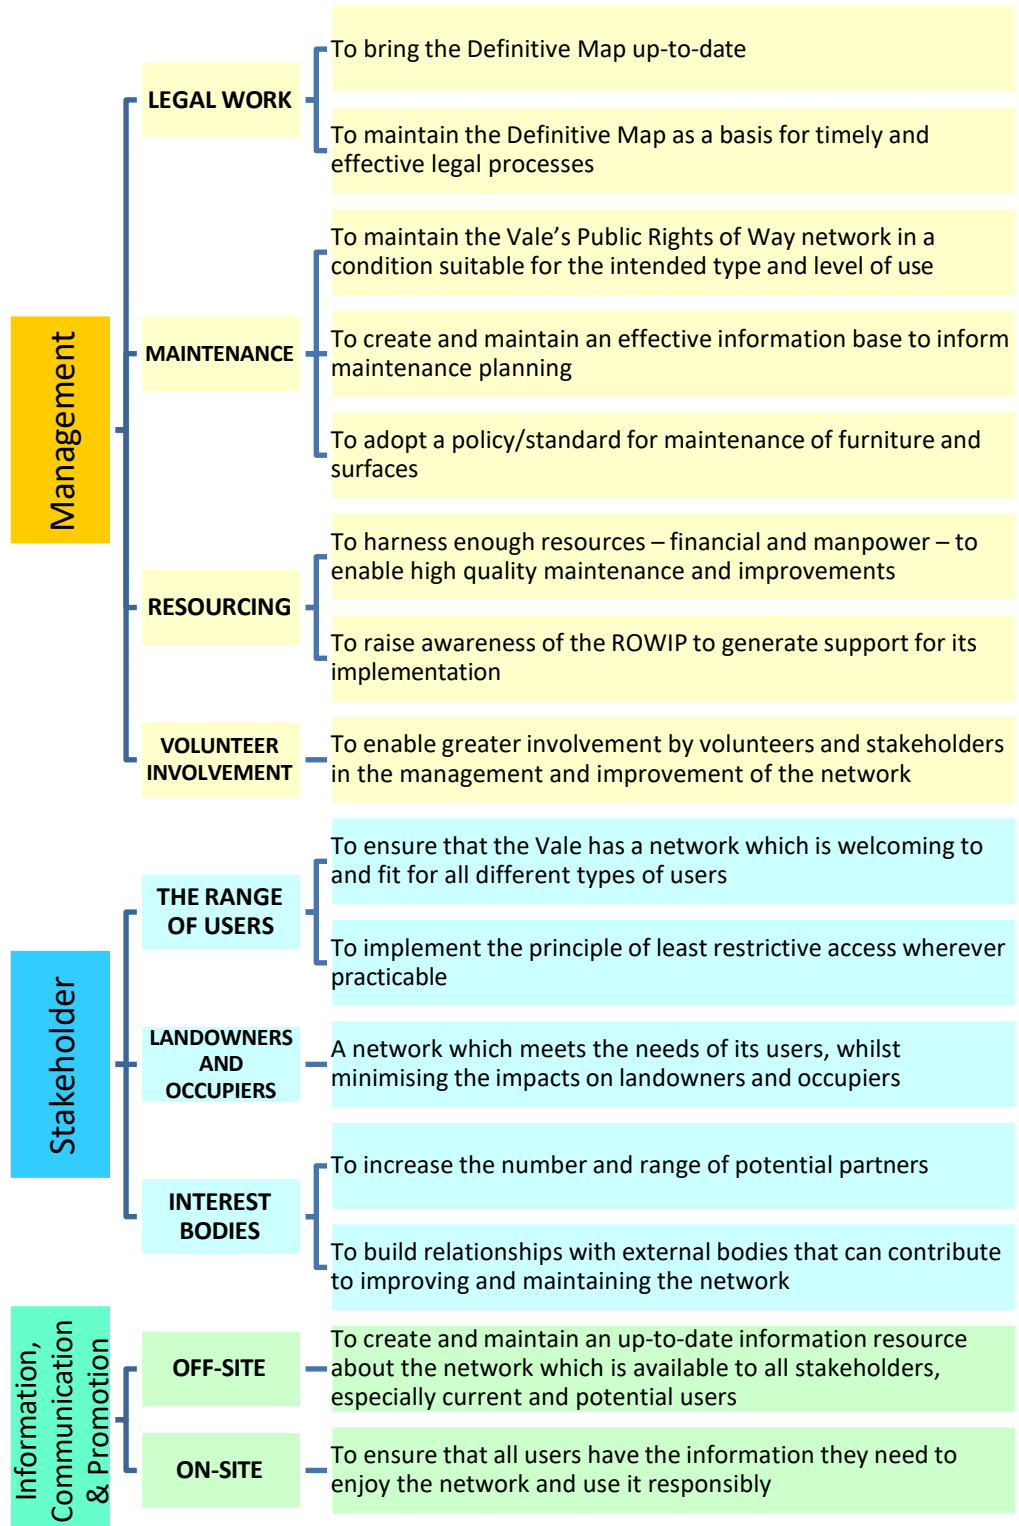 Management
LEGAL WORK
To bring the Definitive Map up-to-date
To maintain the Definitive Map as a basis for timely and
effective legal processes
MAINTENANCE
To maintain the Vale’s Public Rights of Way network in a
condition suitable for the intended type and level of use
To create and maintain an effective information base to inform
maintenance planning
To adopt a policy/standard for maintenance of furniture and
surfaces
RESOURCING
To harness enough resources – financial and manpower – to
enable high quality maintenance and improvements
To raise awareness of the ROWIP to generate support for its
implementation
VOLUNTEER
INVOLVEMENT
To enable greater involvement by volunteers and stakeholders
in the management and improvement of the network
Stakeholder
THE RANGE
OF USERS
To ensure that the Vale has a network which is welcoming to
and fit for all different types of users
To implement the principle of least restrictive access wherever
practicable
LANDOWNERS
AND
OCCUPIERS
A network which meets the needs of its users, whilst
minimising the impacts on landowners and occupiers
INTEREST
BODIES
To increase the number and range of potential partners
To build relationships with external bodies that can contribute
to improving and maintaining the network
Information,
Communication
& Promotion
OFF-SITE
To create and maintain an up-to-date information resource
about the network which is available to all stakeholders,
especially current and potential users
ON-SITE
To ensure that all users have the information they need to
enjoy the network and use it responsibly